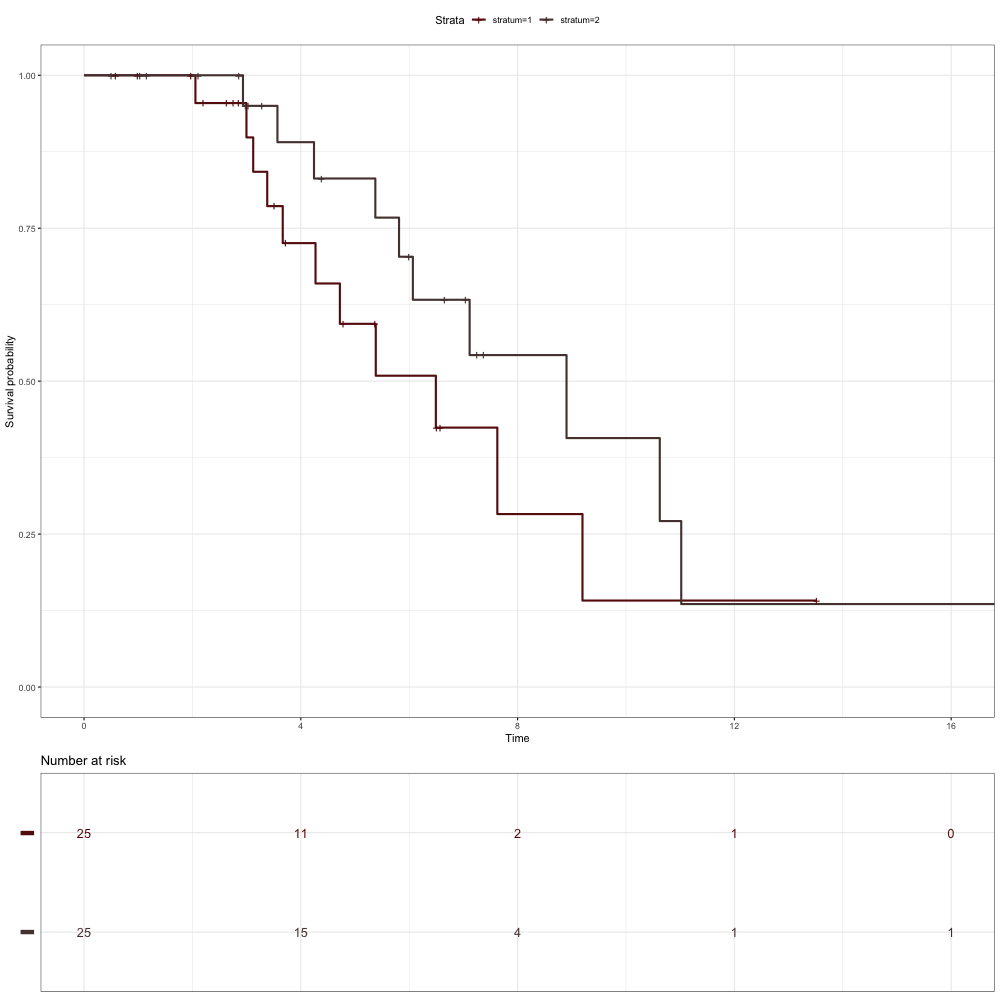 Strata stratum=1 stratum=2
1.00
0.75
0.50
0.25
0.00
Survival probability
0 4 8 12 16
Time
Number at risk
25 11 2 1 0
25 15 4 1 1